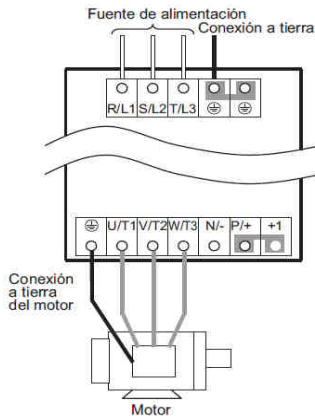 Fuente de alimentación
Conexión a tierra
R/L1 S/L2 T/L3
U/T1 V/T2 W/T3 N/- P/+ +1
Conexión
a tierra
del motor
Motor